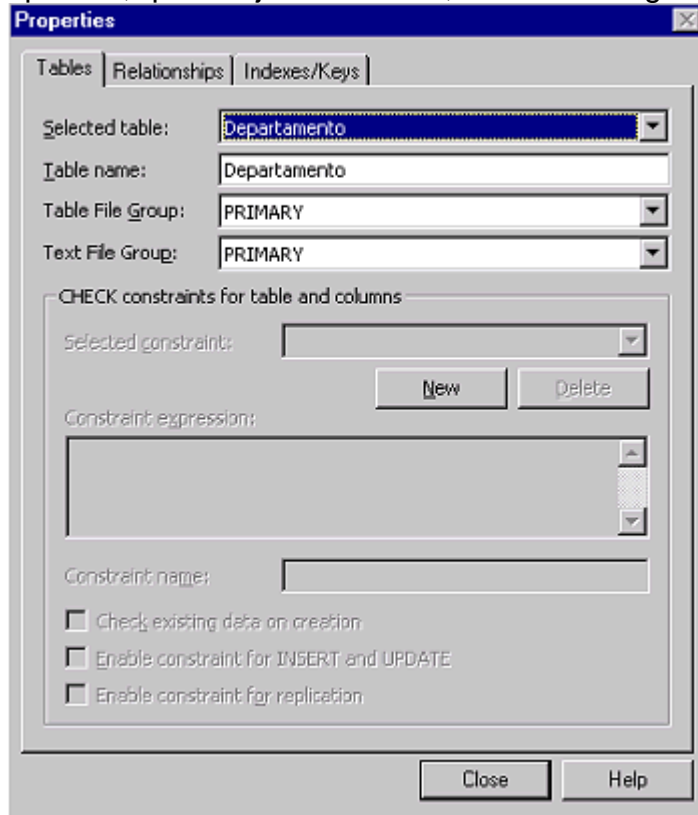 Properties
Tables Relationships Indexes/Keys
Selected table: Departamento
Table name: Departamento
Table File Group: PRIMARY
Text File Group: PRIMARY
CHECK constraints for table and columns
Selected constraint:
New Delete
Constraint expression:
Constraint name:
Check existing data on creation
Enable constraint for INSERT and UPDATE
Enable constraint for replication
Close Help